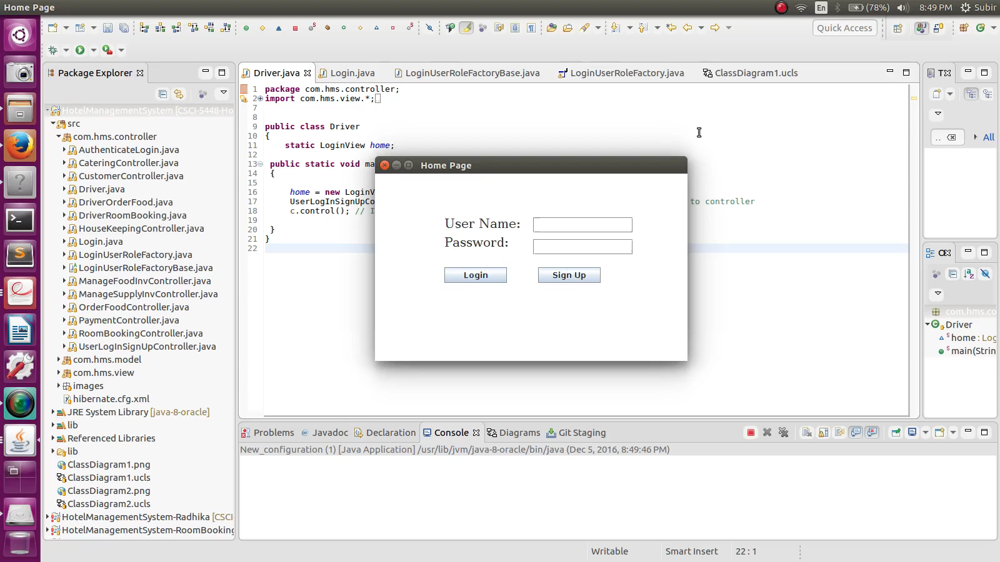 Home Page
En
(78%)
8:49 PM
Subir
Quick Access
Package Explorer
HotelManagementSystem [CSCI-5448-Ho
src
com.hms.controller
AuthenticateLogin.java
CateringController.java
CustomerController.java
Driver.java
DriverOrderFood.java
DriverRoomBooking.java
HouseKeepingController.java
Login.java
LoginUserRoleFactory.java
LoginUserRoleFactoryBase.java
ManageFoodInvController.java
ManageSupplyInvController.java
OrderFoodController.java
PaymentController.java
RoomBookingController.java
UserLogInSignUpController.java
com.hms.model
com.hms.view
images
hibernate.cfg.xml
JRE System Library [java-8-oracle]
lib
Referenced Libraries
lib
ClassDiagram1.png
ClassDiagram1.ucls
ClassDiagram2.png
ClassDiagram2.ucls
HotelManagementSystem-Radhika [CSCI-
HotelManagementSystem-RoomBooking
Driver.java
Login.java
LoginUserRoleFactoryBase.java
LoginUserRoleFactory.java
ClassDiagram1.ucls
1 package com.hms.controller;
2 import com.hms.view.*;
7
8
9 public class Driver
10 {
11 static LoginView home;
12
13 public static void ma
14 {
15
16 home = new LoginV
17 UserLogInSignUpCo to controller
18 c.control(); // I
19
20 }
21 }
22
Home Page
User Name:
Password:
Login
Sign Up
Problems
Javadoc
Declaration
Console
Diagrams
Git Staging
New_configuration (1) [Java Application] /usr/lib/jvm/java-8-oracle/bin/java (Dec 5, 2016, 8:49:46 PM)
All
com.hms.co
Driver
home : Log
main(Strin
Writable
Smart Insert
22 : 1